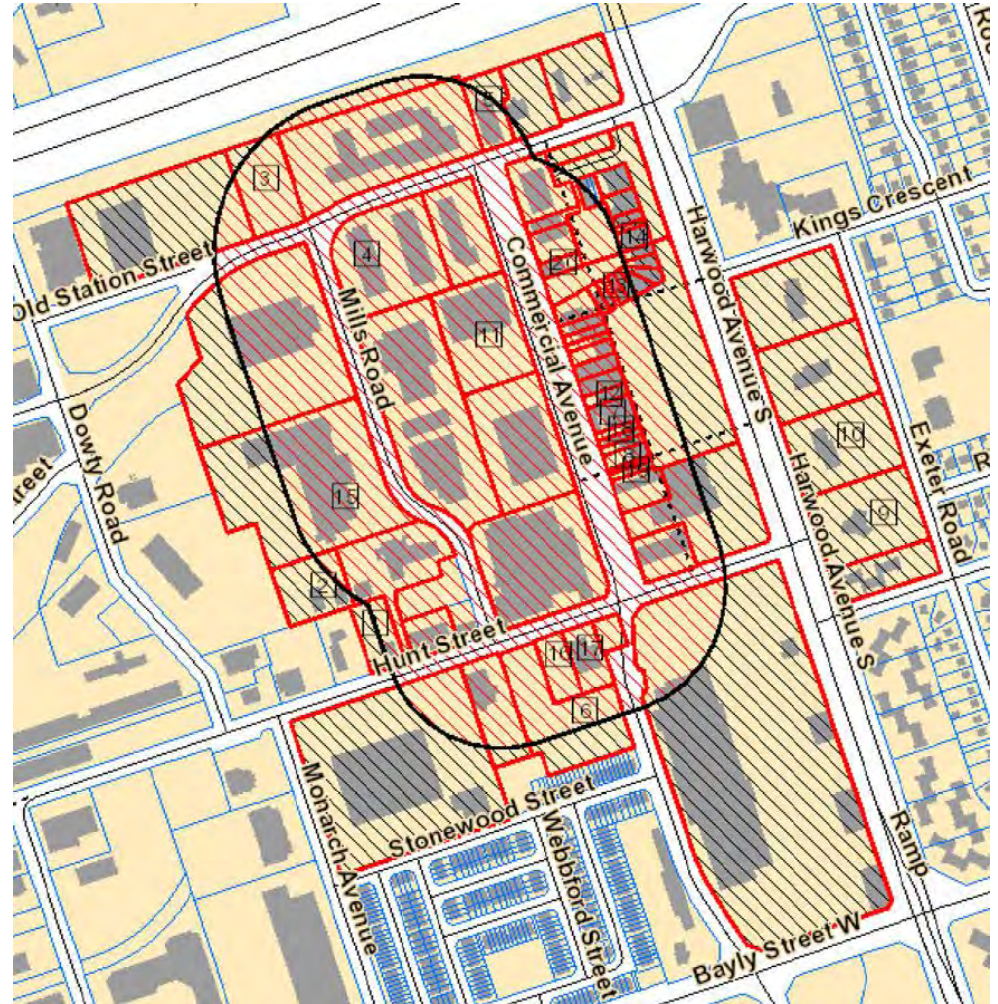 5
3
Old Station Street
4
Mills Road
Commercial Avenue
21
14
13
Harwood Avenue S
Kings Crescent
11
12
10
9
Exeter Road
Harwood Avenue S
Dowty Road
15
2
1
Hunt Street
17
6
Stonewood Street
Monarch Avenue
Webbford Street
Ramp
Bayly Street W